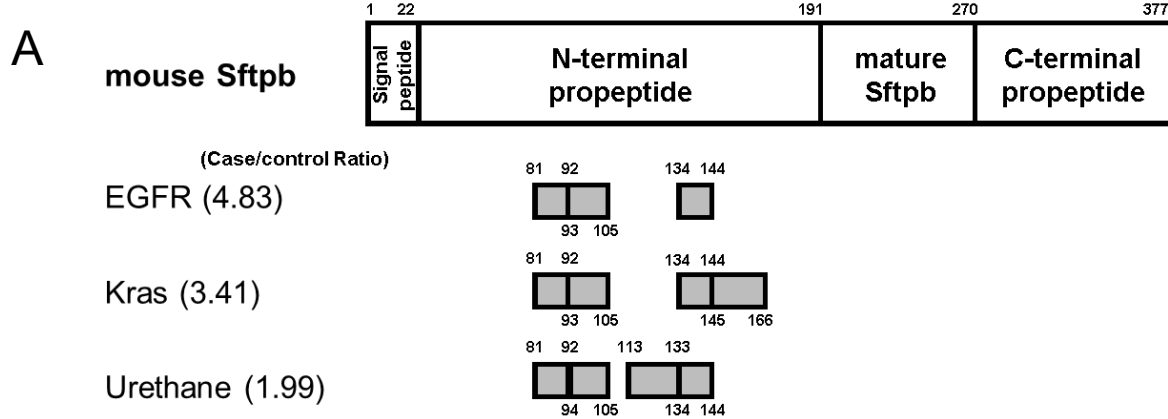 A
1 22 191 270 377
mouse Sftpb
Signal
peptide
N-terminal
propeptide
mature
Sftpb
C-terminal
propeptide
(Case/control Ratio)
81 92 134 144
EGFR (4.83)
93 105
81 92 134 144
Kras (3.41)
93 105 145 166
81 92 113 133
Urethane (1.99)
94 105 134 144